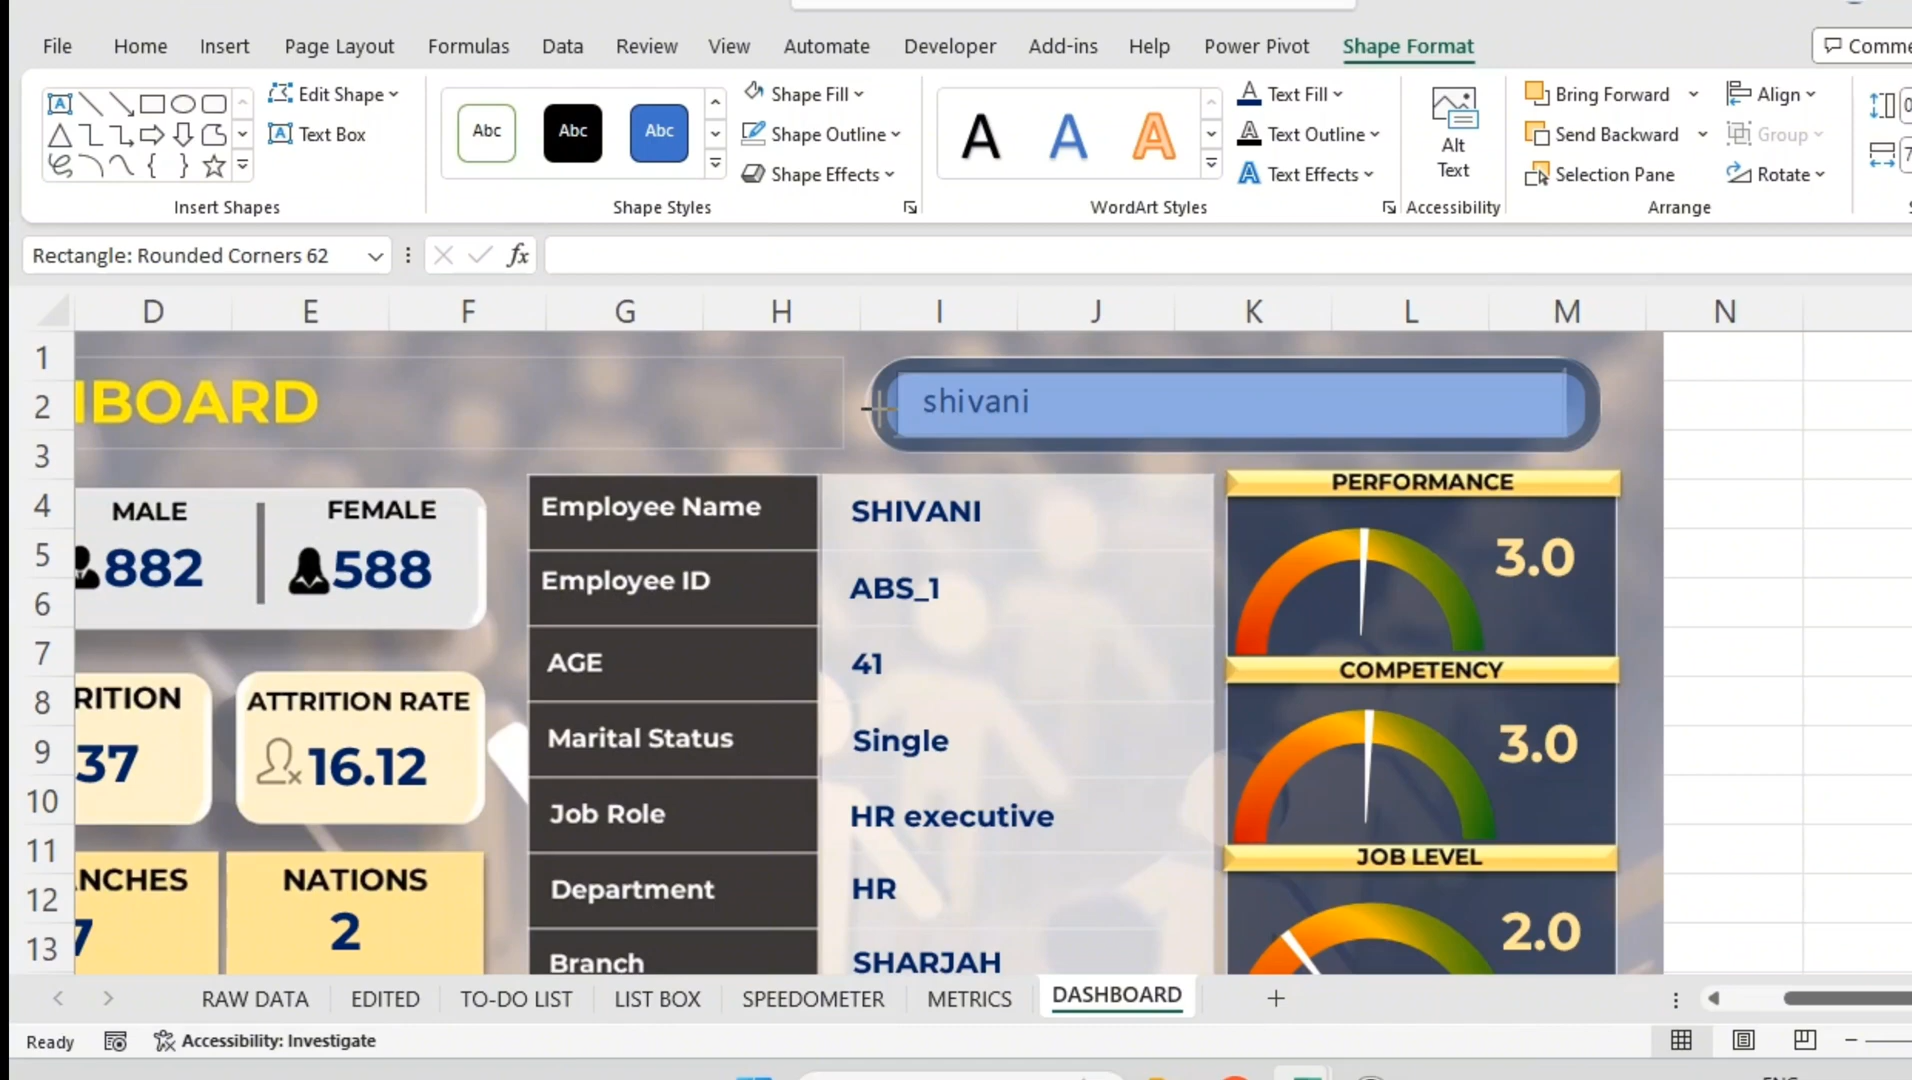 File Home Insert Page Layout Formulas Data Review View Automate Developer Add-ins Help Power Pivot Shape Format
Edit Shape
Text Box
Insert Shapes
Abc Abc Abc
Shape Fill
Shape Outline
Shape Effects
Shape Styles
A A A
Text Fill
Text Outline
Text Effects
WordArt Styles
Alt
Text
Accessibility
Bring Forward
Send Backward
Selection Pane
Align
Group
Rotate
Arrange
Rectangle: Rounded Corners 62
fx
D E F G H I J K L M N
1
2
3
4
5
6
7
8
9
10
11
12
13
BOARD
shivani
MALE
882
FEMALE
588
RITION
37
ATTRITION RATE
16.12
NCHES
7
NATIONS
2
Employee Name SHIVANI
Employee ID ABS_1
AGE 41
Marital Status Single
Job Role HR executive
Department HR
Branch SHARJAH
PERFORMANCE
3.0
COMPETENCY
3.0
JOB LEVEL
2.0
RAW DATA EDITED TO-DO LIST LIST BOX SPEEDOMETER METRICS DASHBOARD
Ready Accessibility: Investigate